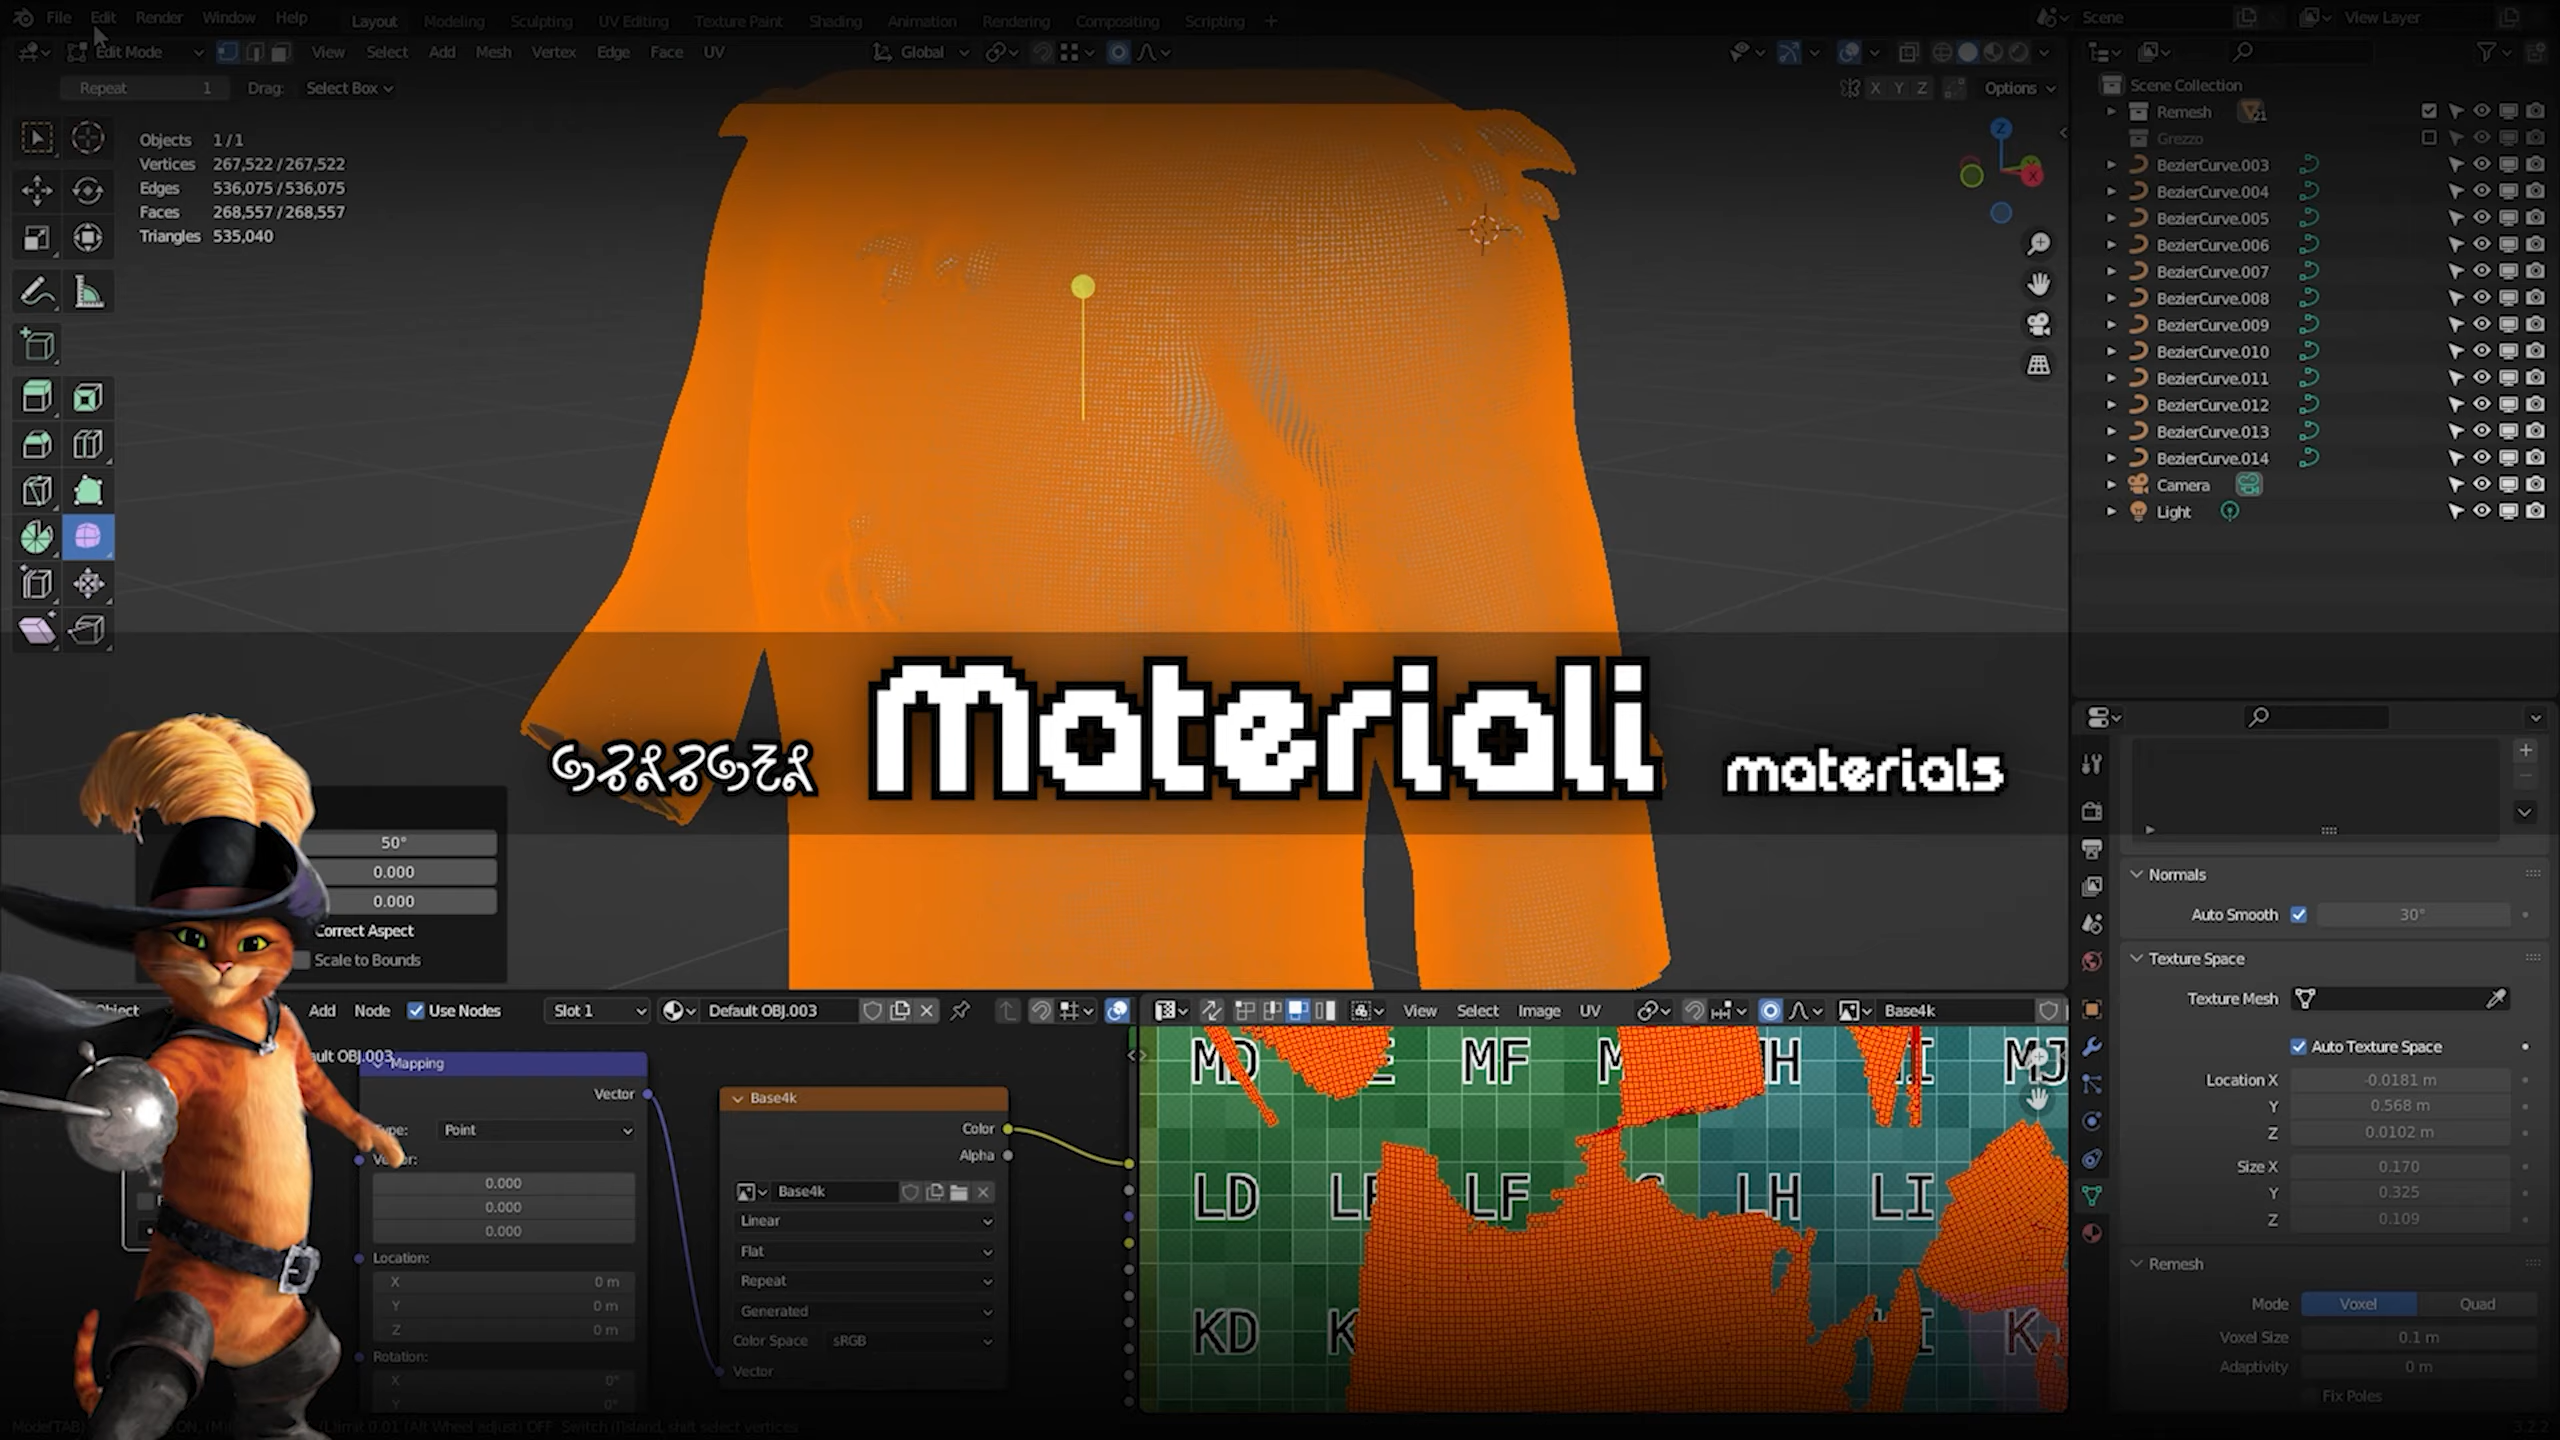 File Edit Render Window Help Layout Modeling Sculpting UV Editing Texture Paint Shading Animation Rendering Compositing Scripting + Scene View Layer
Edit Mode View Select Add Mesh Vertex Edge Face UV Global
Repeat 1 Drag: Select Box X Y Z Options
Objects 1 / 1
Vertices 267,522 / 267,522
Edges 536,075 / 536,075
Faces 268,557 / 268,557
Triangles 535,040
Z
X
Scene Collection
Remesh 21
Grezzo
BezierCurve.003
BezierCurve.004
BezierCurve.005
BezierCurve.006
BezierCurve.007
BezierCurve.008
BezierCurve.009
BezierCurve.010
BezierCurve.011
BezierCurve.012
BezierCurve.013
BezierCurve.014
Camera
Light
Materiali materials
50°
0.000
0.000
Correct Aspect
Scale to Bounds
Normals
Auto Smooth 30°
Texture Space
Texture Mesh
Auto Texture Space
Location X -0.0181 m
Y 0.568 m
Z 0.0102 m
Size X 0.170
Y 0.325
Z 0.109
Remesh
Mode Voxel Quad
Voxel Size 0.1 m
Adaptivity 0 m
Fix Poles
Add Node Use Nodes Slot 1 Default OBJ.003
Mapping
Vector
Point
0.000
0.000
0.000
Location:
X 0 m
Y 0 m
Z 0 m
Rotation:
X 0°
Y 0°
Base4k
Color
Alpha
Base4k
Linear
Flat
Repeat
Generated
Color Space sRGB
Vector
View Select Image UV Base4k
MD MF MJ
LD LF LH LI
KD
3.2.2